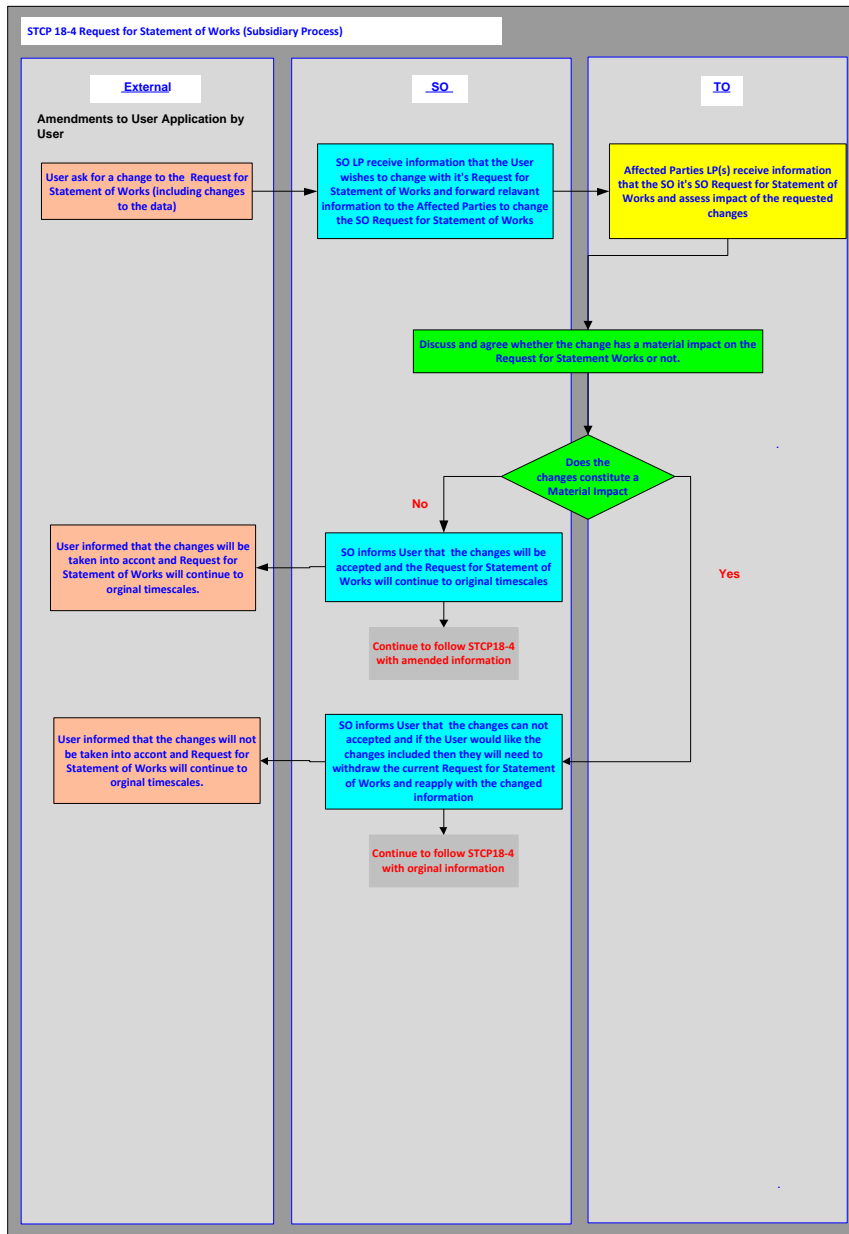 STCP 18-4 Request for Statement of Works (Subsidiary Process)
External
SO
TO
Amendments to User Application by
User
User ask for a change to the Request for
Statement of Works (including changes
to the data)
SO LP receive information that the User
wishes to change with it's Request for
Statement of Works and forward relavant
information to the Affected Parties to change
the SO Request for Statement of Works
Affected Parties LP(s) receive information
that the SO it's SO Request for Statement of
Works and assess impact of the requested
changes
Discuss and agree whether the change has a material impact on the
Request for Statement Works or not.
Does the
changes constitute a
Material Impact
No
Yes
User informed that the changes will be
taken into accont and Request for
Statement of Works will continue to
orginal timescales.
SO informs User that the changes will be
accepted and the Request for Statement of
Works will continue to orginal timescales
Continue to follow STCP18-4
with amended information
User informed that the changes will not
be taken into accont and Request for
Statement of Works will continue to
orginal timescales.
SO informs User that the changes can not
accepted and if the User would like the
changes included then they will need to
withdraw the current Request for Statement
of Works and reapply with the changed
information
Continue to follow STCP18-4
with orginal information